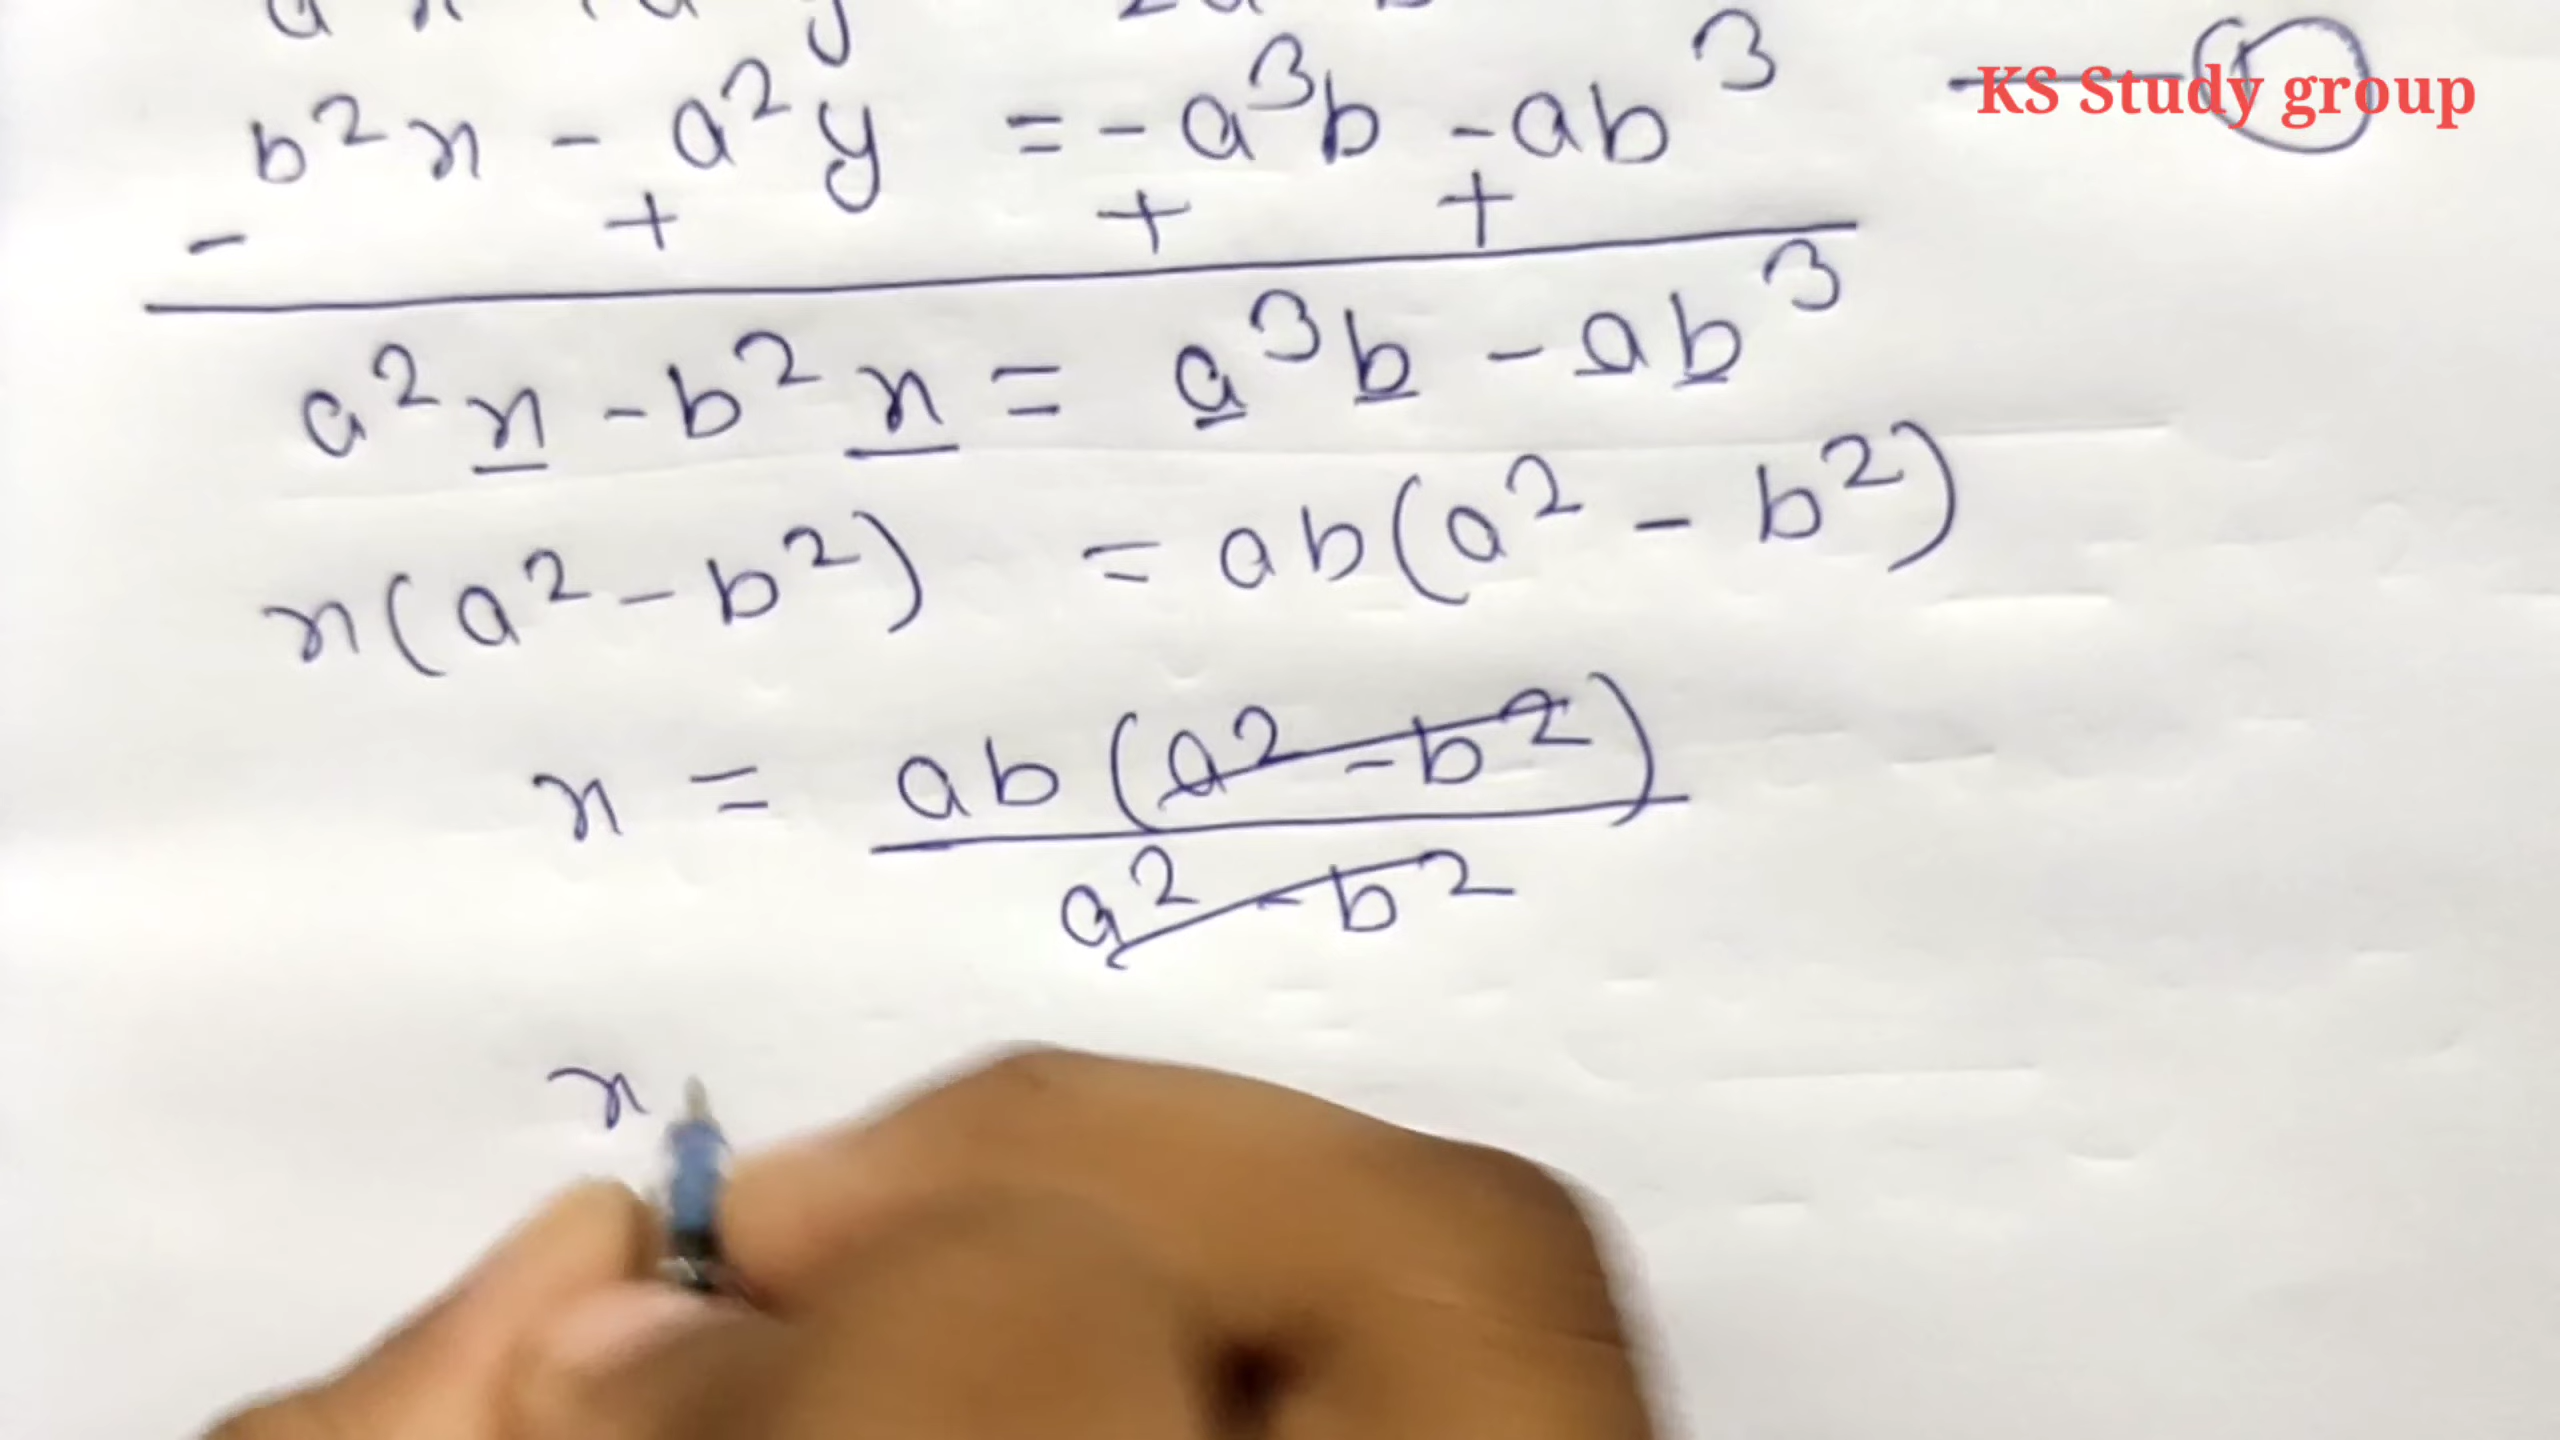 b²x - a²y = -a³b - ab³
KS Study group
- + + +
a²x - b²x = a³b - ab³
x(a² - b²) = ab(a² - b²)
x = ab(a² - b²)
a² - b²
x